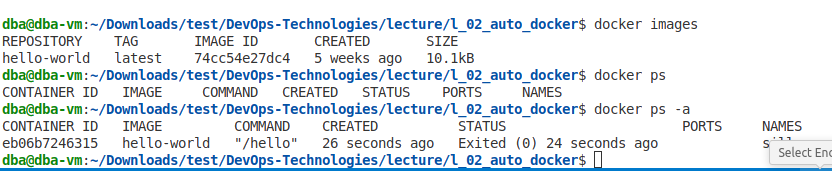 dba@dba-vm:~/Downloads/test/DevOps-Technologies/lecture/l_02_auto_docker$ docker images
REPOSITORY    TAG       IMAGE ID       CREATED       SIZE
hello-world   latest    74cc54e27dc4   5 weeks ago   10.1kB
dba@dba-vm:~/Downloads/test/DevOps-Technologies/lecture/l_02_auto_docker$ docker ps
CONTAINER ID   IMAGE     COMMAND   CREATED   STATUS    PORTS     NAMES
dba@dba-vm:~/Downloads/test/DevOps-Technologies/lecture/l_02_auto_docker$ docker ps -a
CONTAINER ID   IMAGE         COMMAND    CREATED          STATUS                      PORTS     NAMES
eb06b7246315   hello-world   "/hello"   26 seconds ago   Exited (0) 24 seconds ago
dba@dba-vm:~/Downloads/test/DevOps-Technologies/lecture/l_02_auto_docker$
Select End